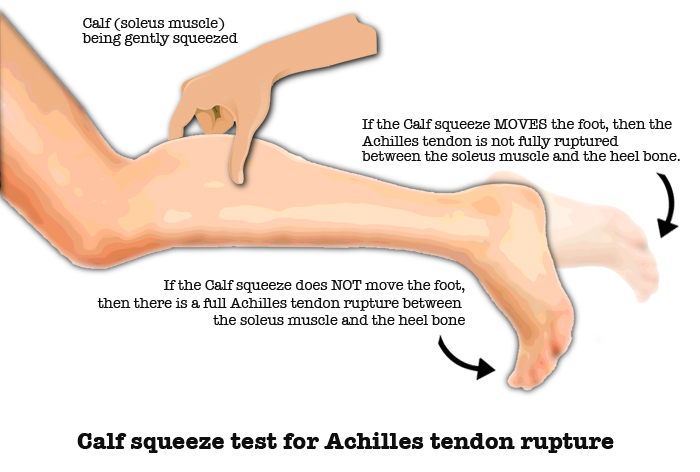 Calf (soleus muscle)
being gently squeezed
If the Calf squeeze MOVES the foot, then the
Achilles tendon is not fully ruptured
between the soleus muscle and the heel bone.
If the Calf squeeze does NOT move the foot,
then there is a full Achilles tendon rupture between
the soleus muscle and the heel bone
Calf squeeze test for Achilles tendon rupture